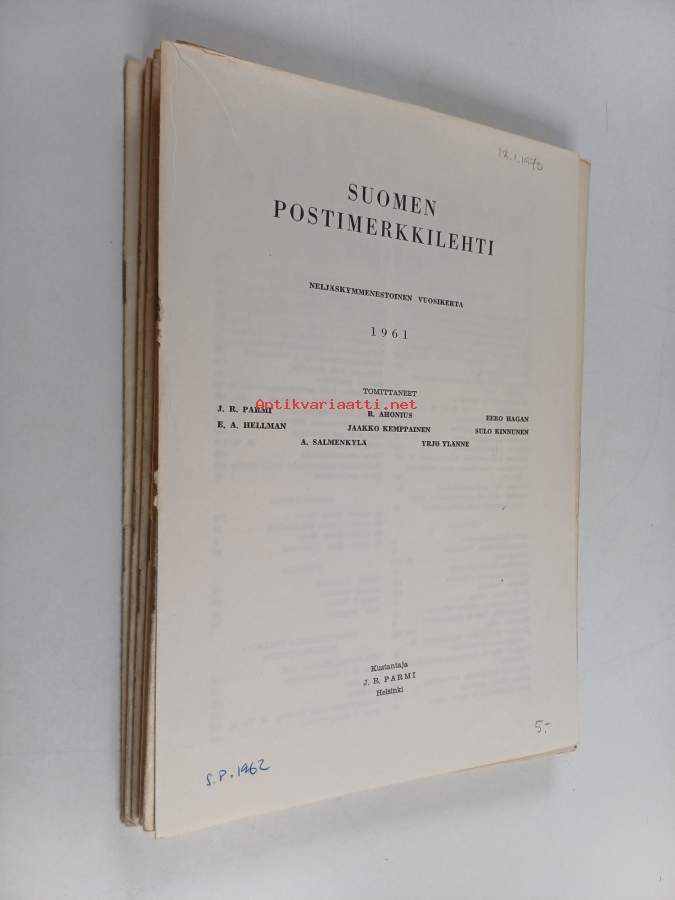 12.1.1970
SUOMEN
POSTIMERKKILEHTI
NELJÄSKYMMENESTOINEN VUOSIKERTA
1961
TOIMITTANEET
Antikvariaatti.net
J. R. PARMI R. AHONIUS EERO HAGAN
E. A. HELLMAN JAAKKO KEMPPAINEN SULO KINNUNEN
A. SALMENKYLÄ YRJÖ YLÄNNE
Kustantaja
J. R. PARMI
Helsinki
5.-
S.P. 1962